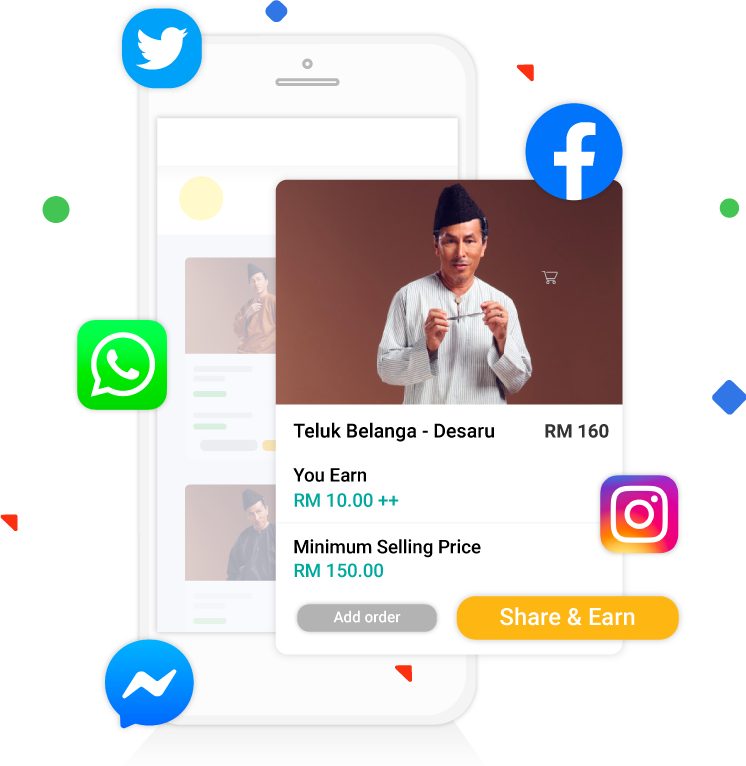 Teluk Belanga - Desaru RM 160
You Earn
RM 10.00 ++
Minimum Selling Price
RM 150.00
Add order Share & Earn